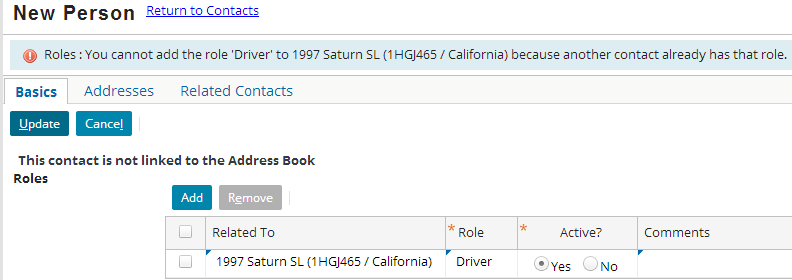 New Person Return to Contacts
Roles : You cannot add the role 'Driver' to 1997 Saturn SL (1HGJ465 / California) because another contact already has that role.
Basics Addresses Related Contacts
Update Cancel
This contact is not linked to the Address Book
Roles
Add Remove
Related To * Role * Active? Comments
1997 Saturn SL (1HGJ465 / California) Driver Yes No